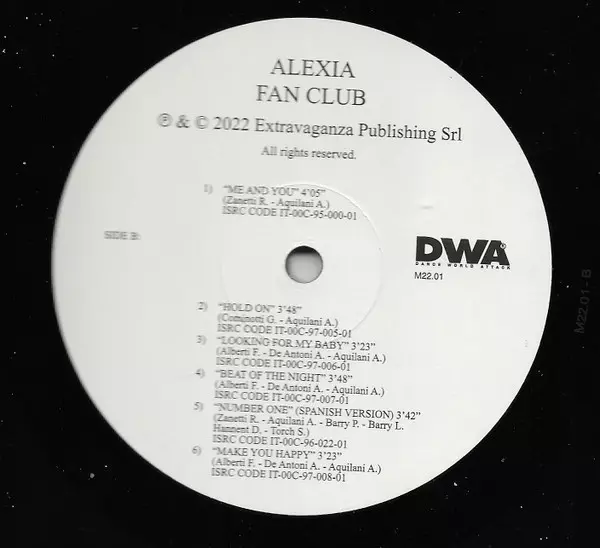 ALEXIA
FAN CLUB
℗ & © 2022 Extravaganza Publishing Srl
All rights reserved.
1) "ME AND YOU" 4'05"
(Zanetti R. - Aquilani A.)
ISRC CODE IT-00C-95-000-01
SIDE B:
DWA®
DANCE WORLD ATTACK
M22.01
2) "HOLD ON" 3'48"
(Cominotti G. - Aquilani A.)
ISRC CODE IT-00C-97-005-01
3) "LOOKING FOR MY BABY" 3'23"
(Alberti F. - De Antoni A. - Aquilani A.)
ISRC CODE IT-00C-97-006-01
4) "BEAT OF THE NIGHT" 3'48"
(Alberti F. - De Antoni A. - Aquilani A.)
ISRC CODE IT-00C-97-007-01
5) "NUMBER ONE" (SPANISH VERSION) 3'42"
(Zanetti R. - Aquilani A. - Barry P. - Barry L.
Hannent D. - Torch S.)
ISRC CODE IT-00C-96-022-01
6) "MAKE YOU HAPPY" 3'23"
(Alberti F. - De Antoni A. - Aquilani A.)
ISRC CODE IT-00C-97-008-01
M22.01 - B